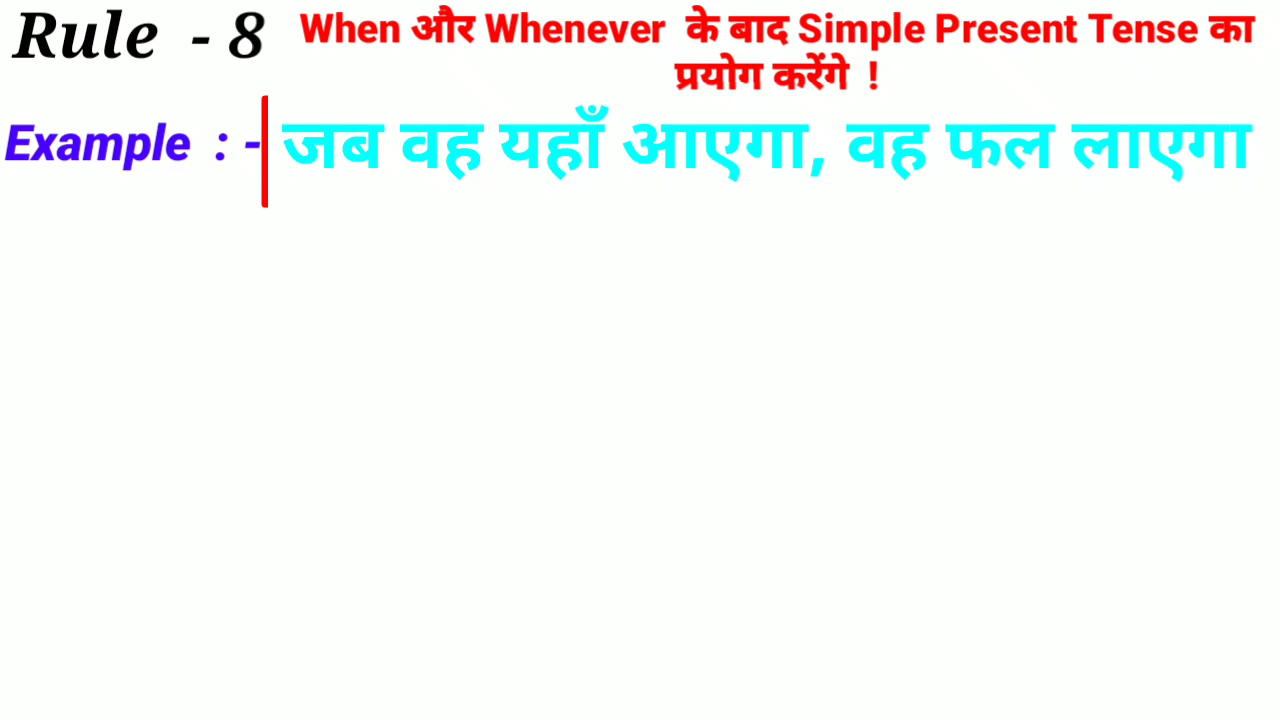 Rule - 8
When और Whenever के बाद Simple Present Tense का
प्रयोग करेंगे !
Example : - जब वह यहाँ आएगा, वह फल लाएगा